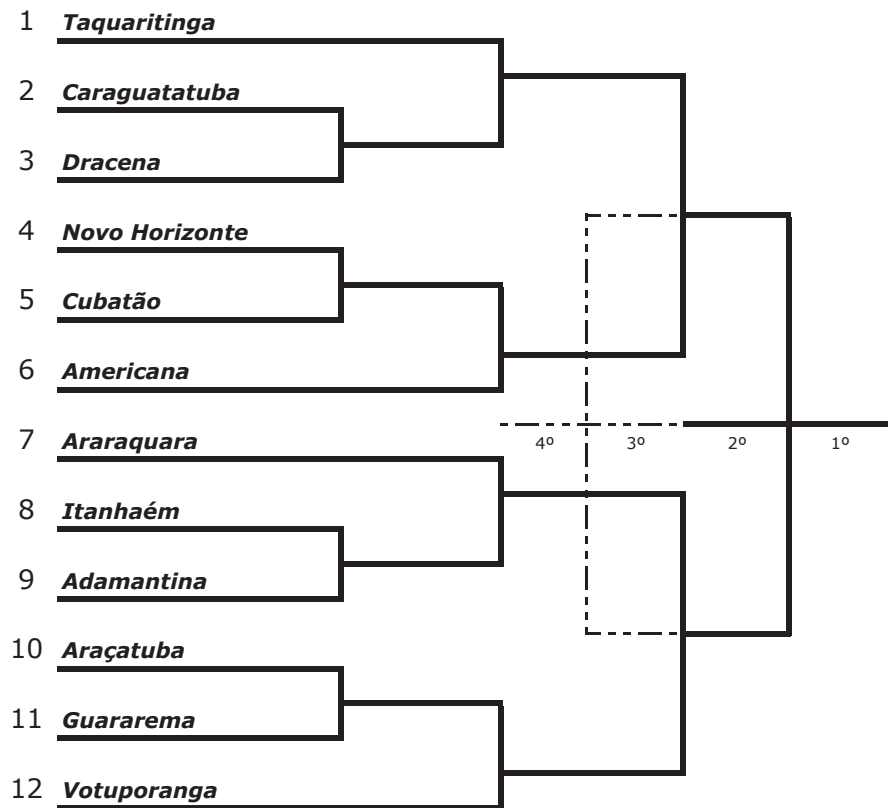 1 Taquaritinga
2 Caraguatatuba
3 Dracena
4 Novo Horizonte
5 Cubatão
6 Americana
7 Araraquara
4º 3º 2º 1º
8 Itanhaém
9 Adamantina
10 Araçatuba
11 Guararema
12 Votuporanga